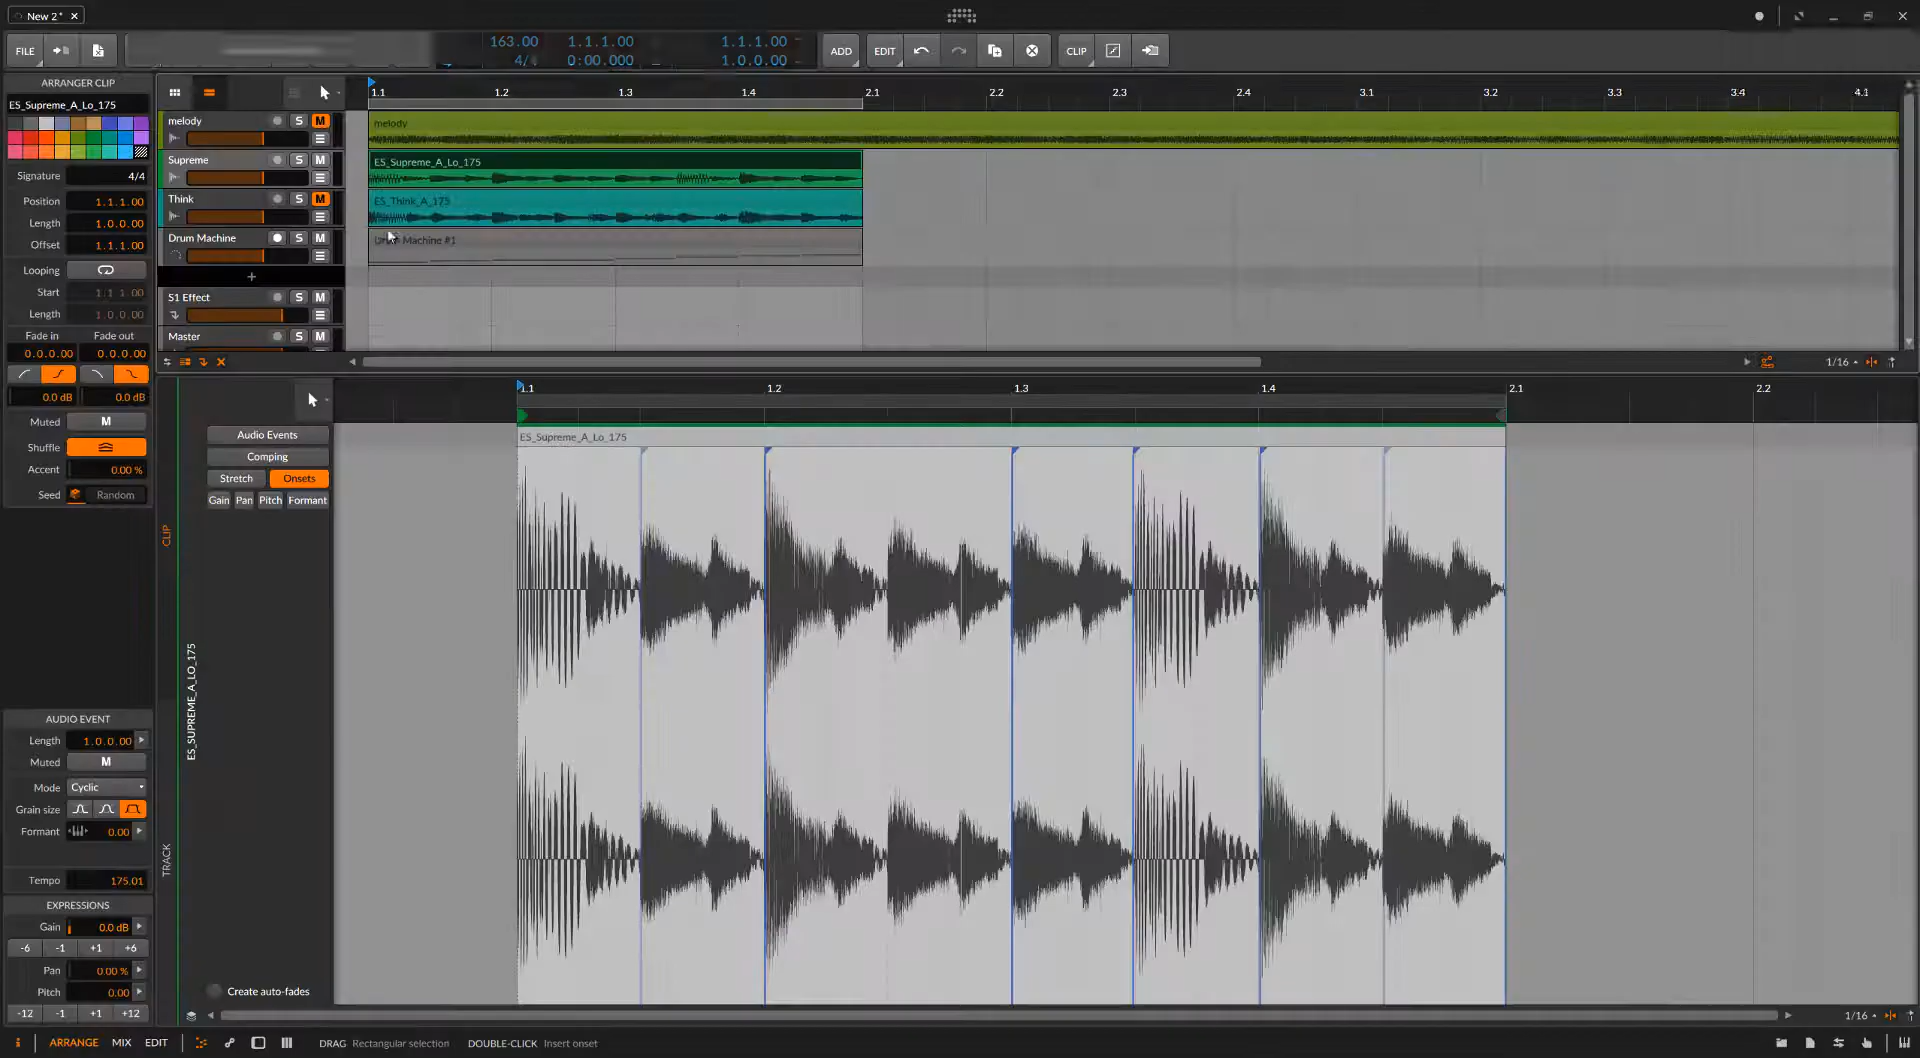 New 2*
FILE
163.00 1.1.1.00 1.1.1.00
4/ 0:00.000 1.0.0.00
ADD EDIT CLIP
ARRANGER CLIP
ES_Supreme_A_Lo_175
Signature 4/4
Position 1.1.1.00
Length 1.0.0.00
Offset 1.1.1.00
Looping
Start 1.1.1.00
Length 1.0.0.00
Fade in Fade out
0.0.0.00 0.0.0.00
0.0 dB 0.0 dB
Muted M
Shuffle
Accent 0.00 %
Seed Random
1.1 1.2 1.3 1.4 2.1 2.2 2.3 2.4 3.1 3.2 3.3 3.4 4.1
melody S M
melody
Supreme S M
ES_Supreme_A_Lo_175
Think S M
ES_Think_A_175
Drum Machine S M
Machine #1
+
S1 Effect S M
Master S M
1/16
1.1 1.2 1.3 1.4 2.1 2.2
ES_Supreme_A_Lo_175
Audio Events
Comping
Stretch Onsets
Gain Pan Pitch Formant
CLIP
ES_SUPREME_A_LO_175
TRACK
Create auto-fades
AUDIO EVENT
Length 1.0.0.00
Muted M
Mode Cyclic
Grain size
Formant 0.00
Tempo 175.01
EXPRESSIONS
Gain 0.0 dB
-6 -1 +1 +6
Pan 0.00 %
Pitch 0.00
-12 -1 +1 +12
1/16
i ARRANGE MIX EDIT
DRAG Rectangular selection DOUBLE-CLICK Insert onset